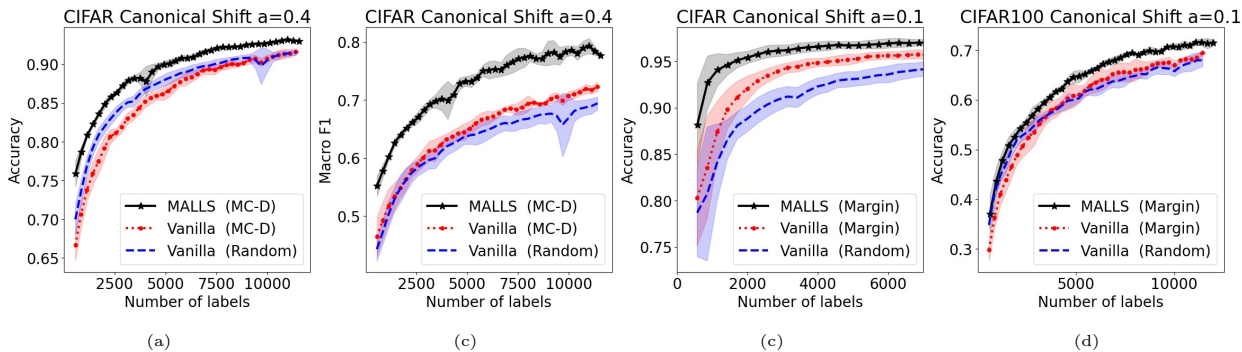 CIFAR Canonical Shift a=0.4
Accuracy
0.90
0.85
0.80
0.75
0.70
0.65
MALLS (MC-D)
Vanilla (MC-D)
Vanilla (Random)
2500 5000 7500 10000
Number of labels
(a)
CIFAR Canonical Shift a=0.4
Macro F1
0.8
0.7
0.6
0.5
MALLS (MC-D)
Vanilla (MC-D)
Vanilla (Random)
2500 5000 7500 10000
Number of labels
(c)
CIFAR Canonical Shift a=0.1
Accuracy
0.95
0.90
0.85
0.80
0.75
MALLS (Margin)
Vanilla (Margin)
Vanilla (Random)
0 2000 4000 6000
Number of labels
(c)
CIFAR100 Canonical Shift a=0.1
Accuracy
0.7
0.6
0.5
0.4
0.3
MALLS (Margin)
Vanilla (Margin)
Vanilla (Random)
5000 10000
Number of labels
(d)